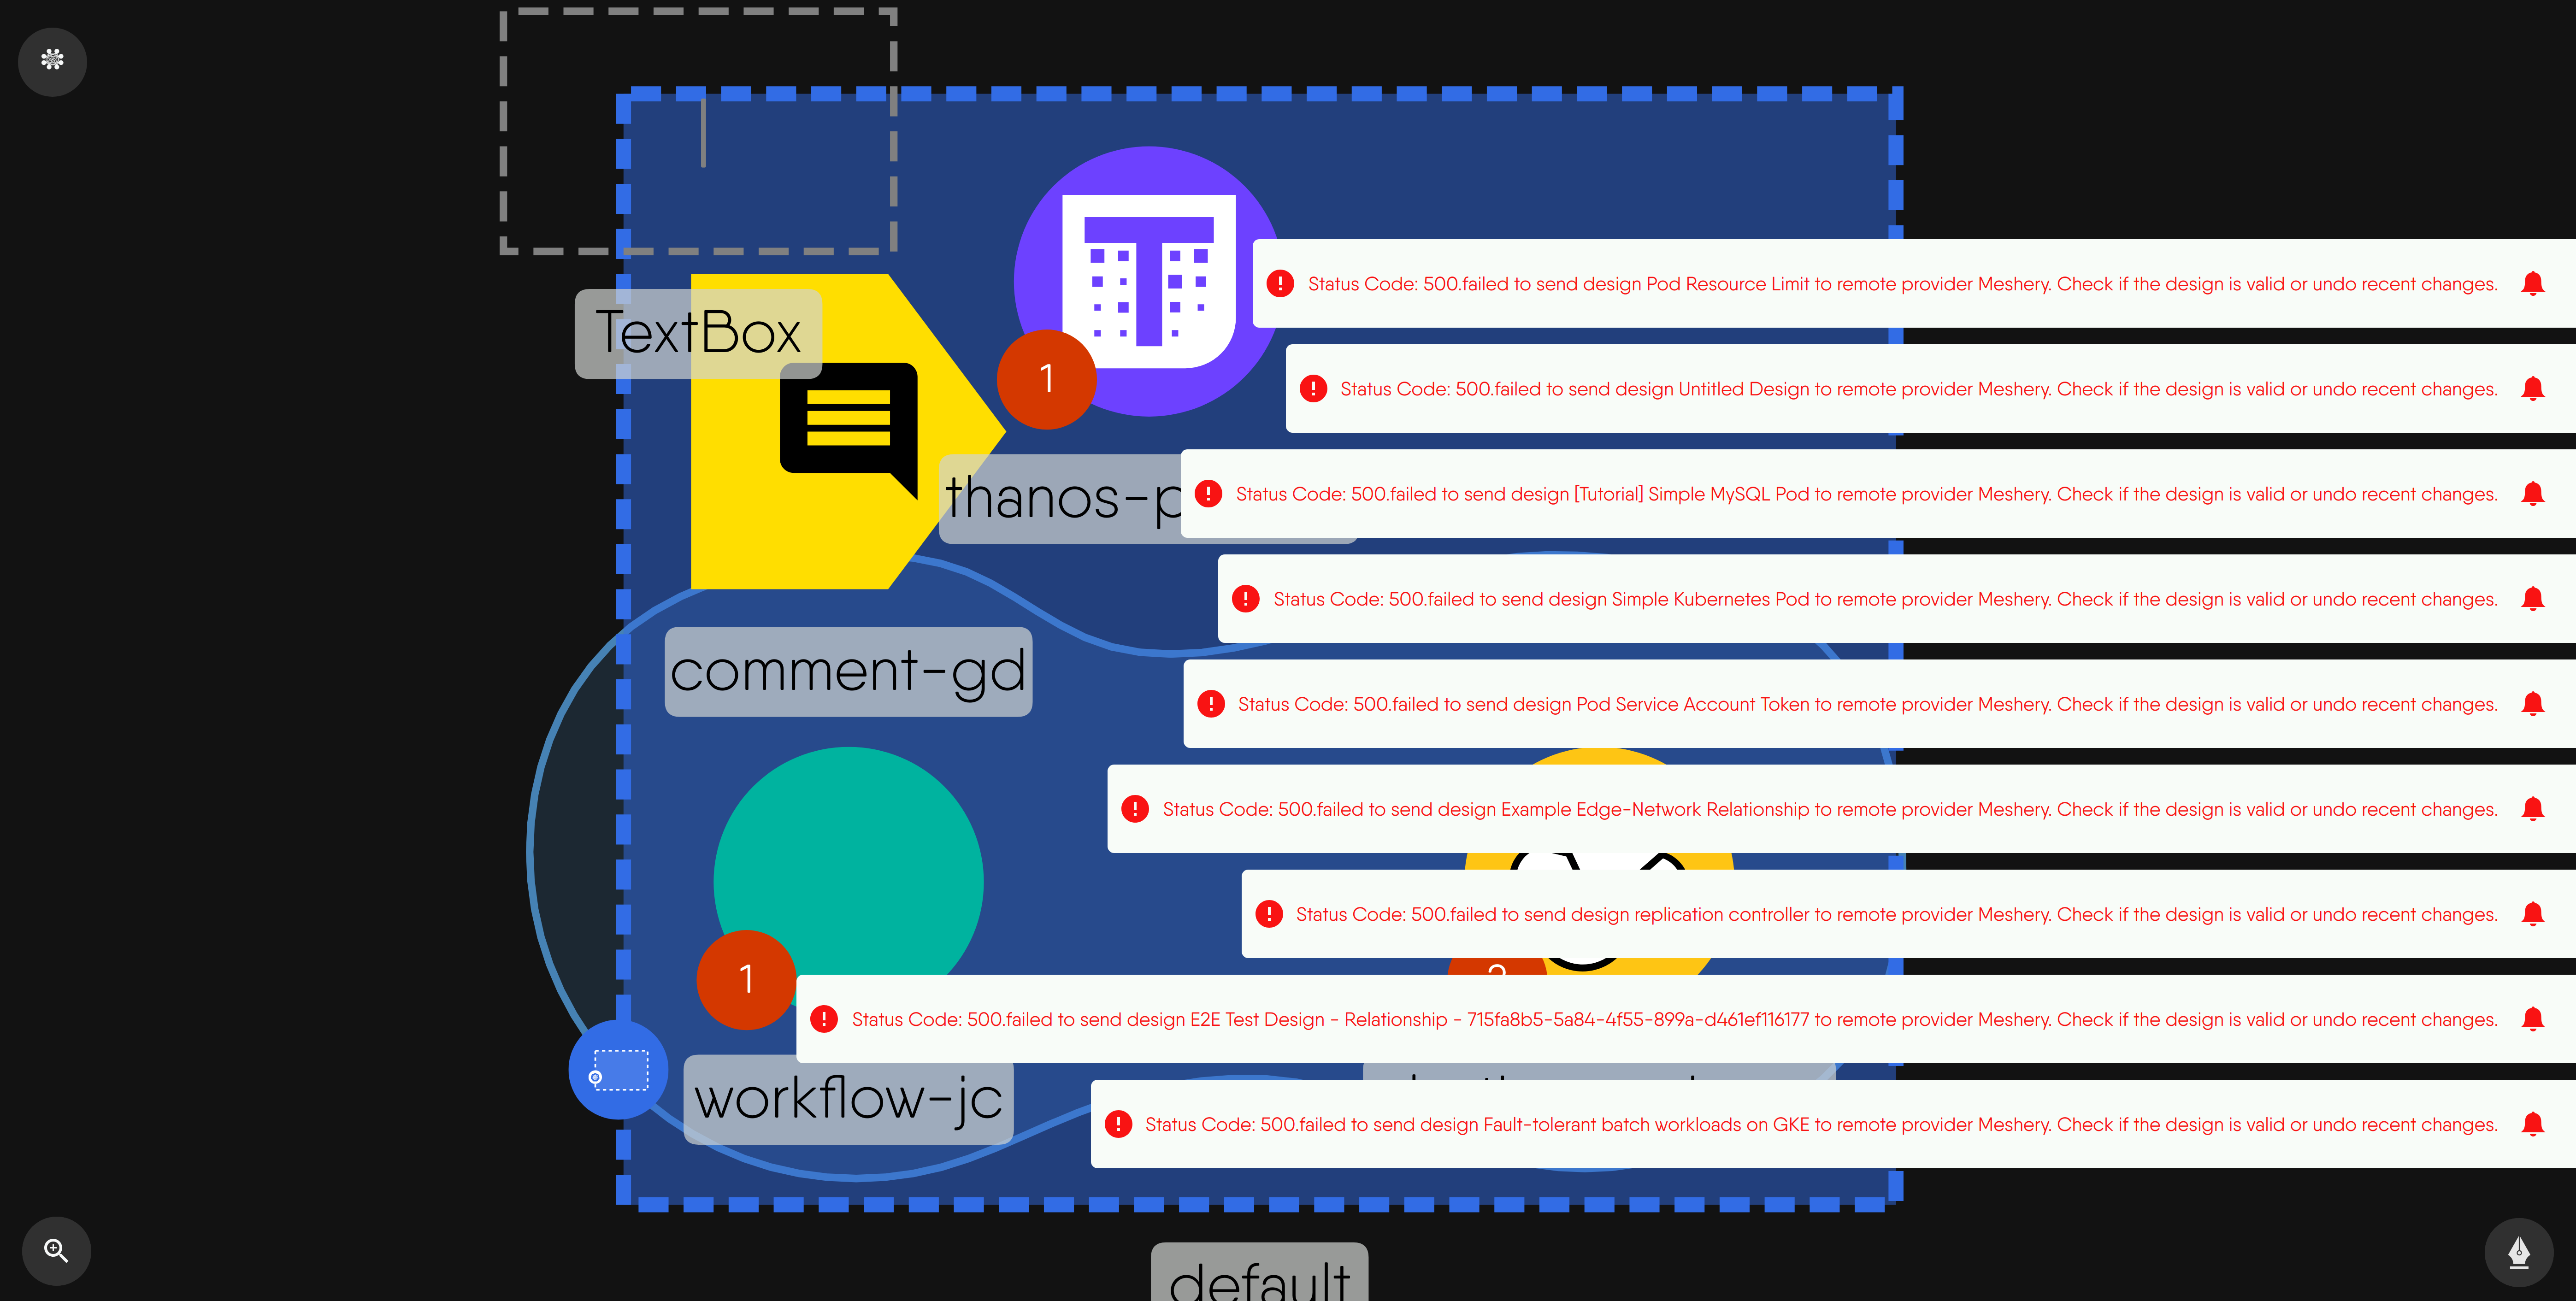 Status Code: 500.failed to send design Pod Resource Limit to remote provider Meshery. Check if the design is valid or undo recent changes.
TextBox
1
Status Code: 500.failed to send design Untitled Design to remote provider Meshery. Check if the design is valid or undo recent changes.
thanos-p
Status Code: 500.failed to send design [Tutorial] Simple MySQL Pod to remote provider Meshery. Check if the design is valid or undo recent changes.
Status Code: 500.failed to send design Simple Kubernetes Pod to remote provider Meshery. Check if the design is valid or undo recent changes.
comment-gd
Status Code: 500.failed to send design Pod Service Account Token to remote provider Meshery. Check if the design is valid or undo recent changes.
Status Code: 500.failed to send design Example Edge-Network Relationship to remote provider Meshery. Check if the design is valid or undo recent changes.
Status Code: 500.failed to send design replication controller to remote provider Meshery. Check if the design is valid or undo recent changes.
1
Status Code: 500.failed to send design E2E Test Design - Relationship - 715fa8b5-5a84-4f55-899a-d461ef116177 to remote provider Meshery. Check if the design is valid or undo recent changes.
workflow-jc
Status Code: 500.failed to send design Fault-tolerant batch workloads on GKE to remote provider Meshery. Check if the design is valid or undo recent changes.
default